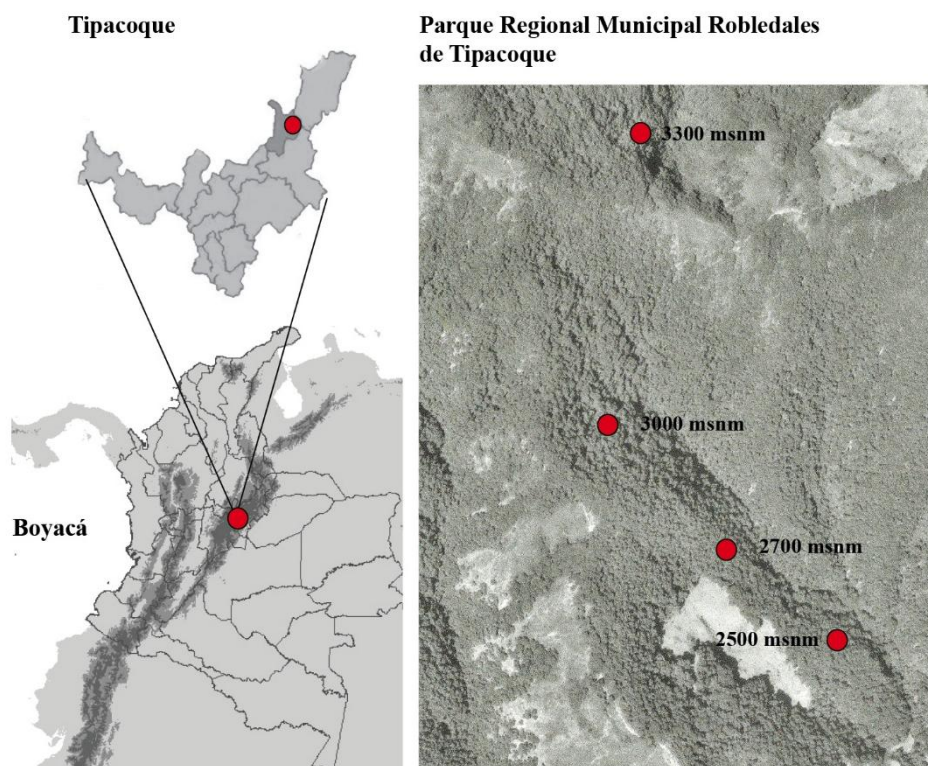 Tipacoque
Boyacá
Parque Regional Municipal Robledales
de Tipacoque
3300 msnm
3000 msnm
2700 msnm
2500 msnm